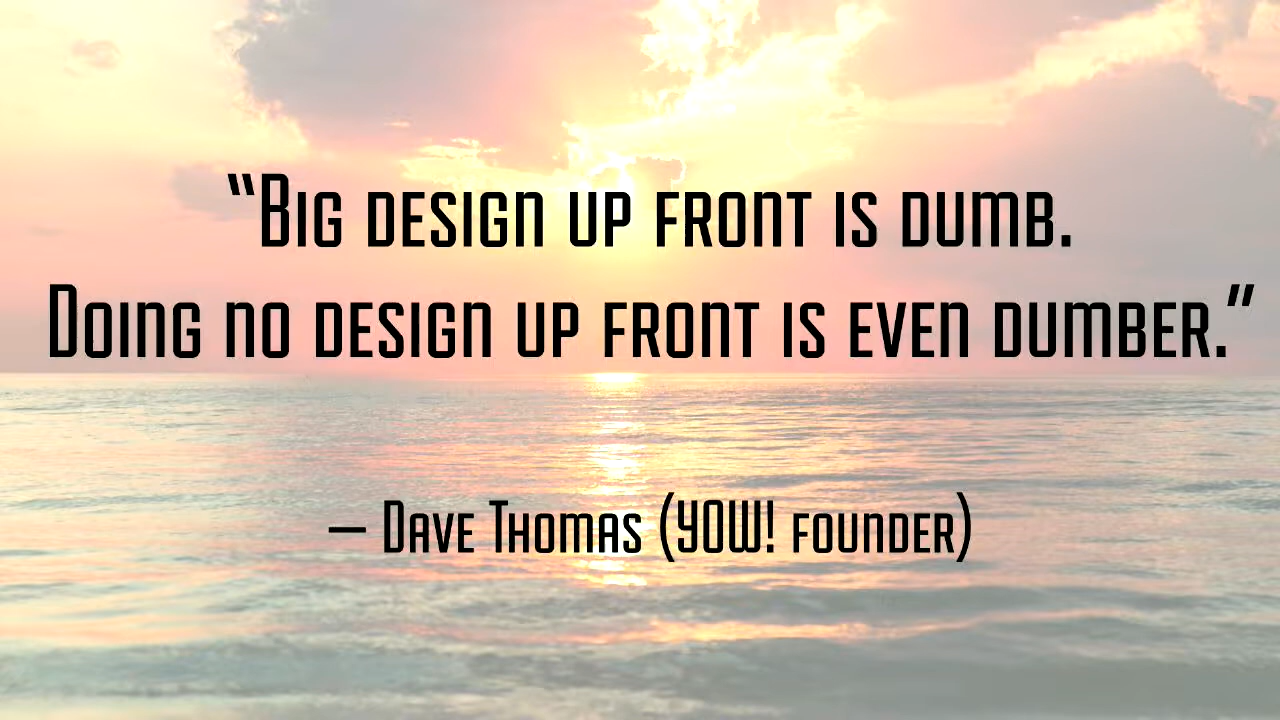 “Big design up front is dumb.
Doing no design up front is even dumber.”
— Dave Thomas (YOW! founder)